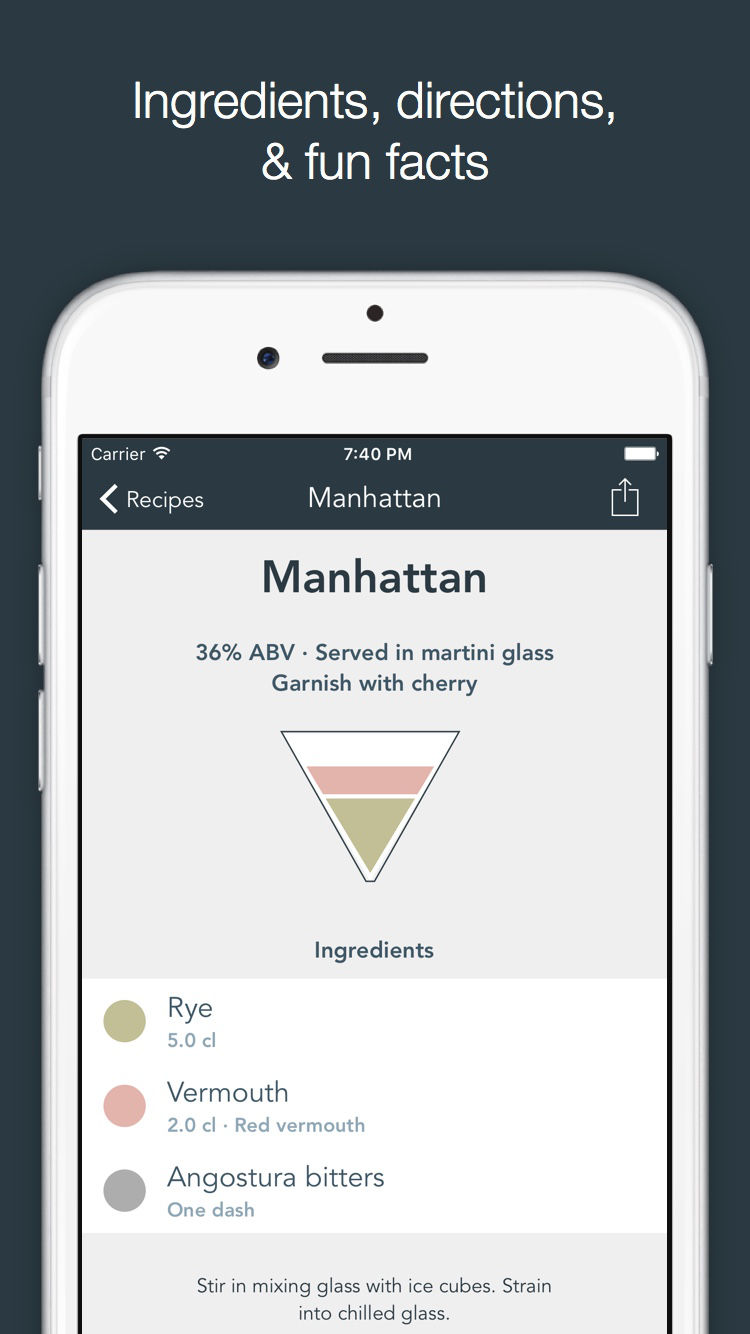 Ingredients, directions,
& fun facts
Carrier 7:40 PM
Recipes Manhattan
Manhattan
36% ABV · Served in martini glass
Garnish with cherry
Ingredients
Rye
5.0 cl
Vermouth
2.0 cl · Red vermouth
Angostura bitters
One dash
Stir in mixing glass with ice cubes. Strain
into chilled glass.